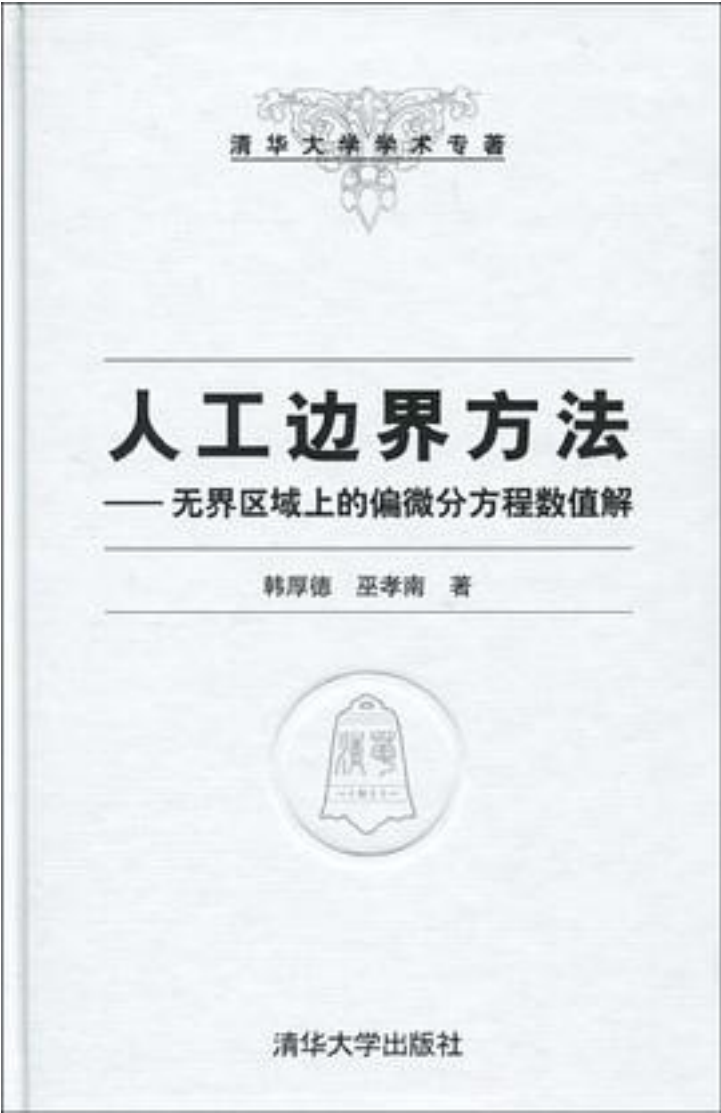 清华大学学术专著
人工边界方法
——无界区域上的偏微分方程数值解
韩厚德 巫孝南 著
清華
清华大学出版社